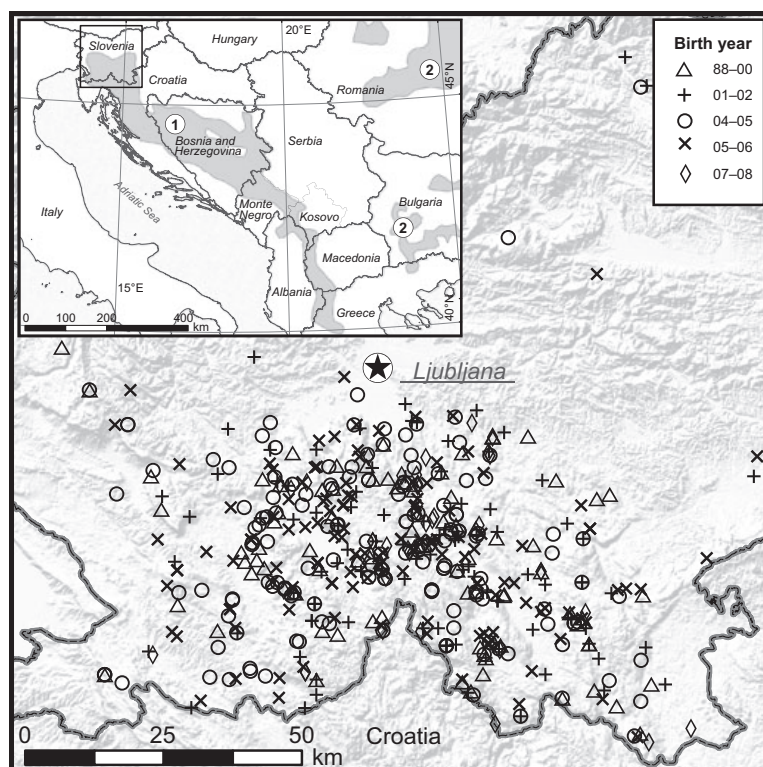 20°E
Hungary
Slovenia
Croatia
Romania
45°N
2
1
Bosnia and
Herzegovina
Serbia
Adriatic Sea
Italy
Monte
Negro
Kosovo
Bulgaria
2
Macedonia
15°E
Albania
Greece
40°N
0 100 200 400
km
Birth year
88–00
01–02
04–05
05–06
07–08
Ljubljana
Croatia
0 25 50
km